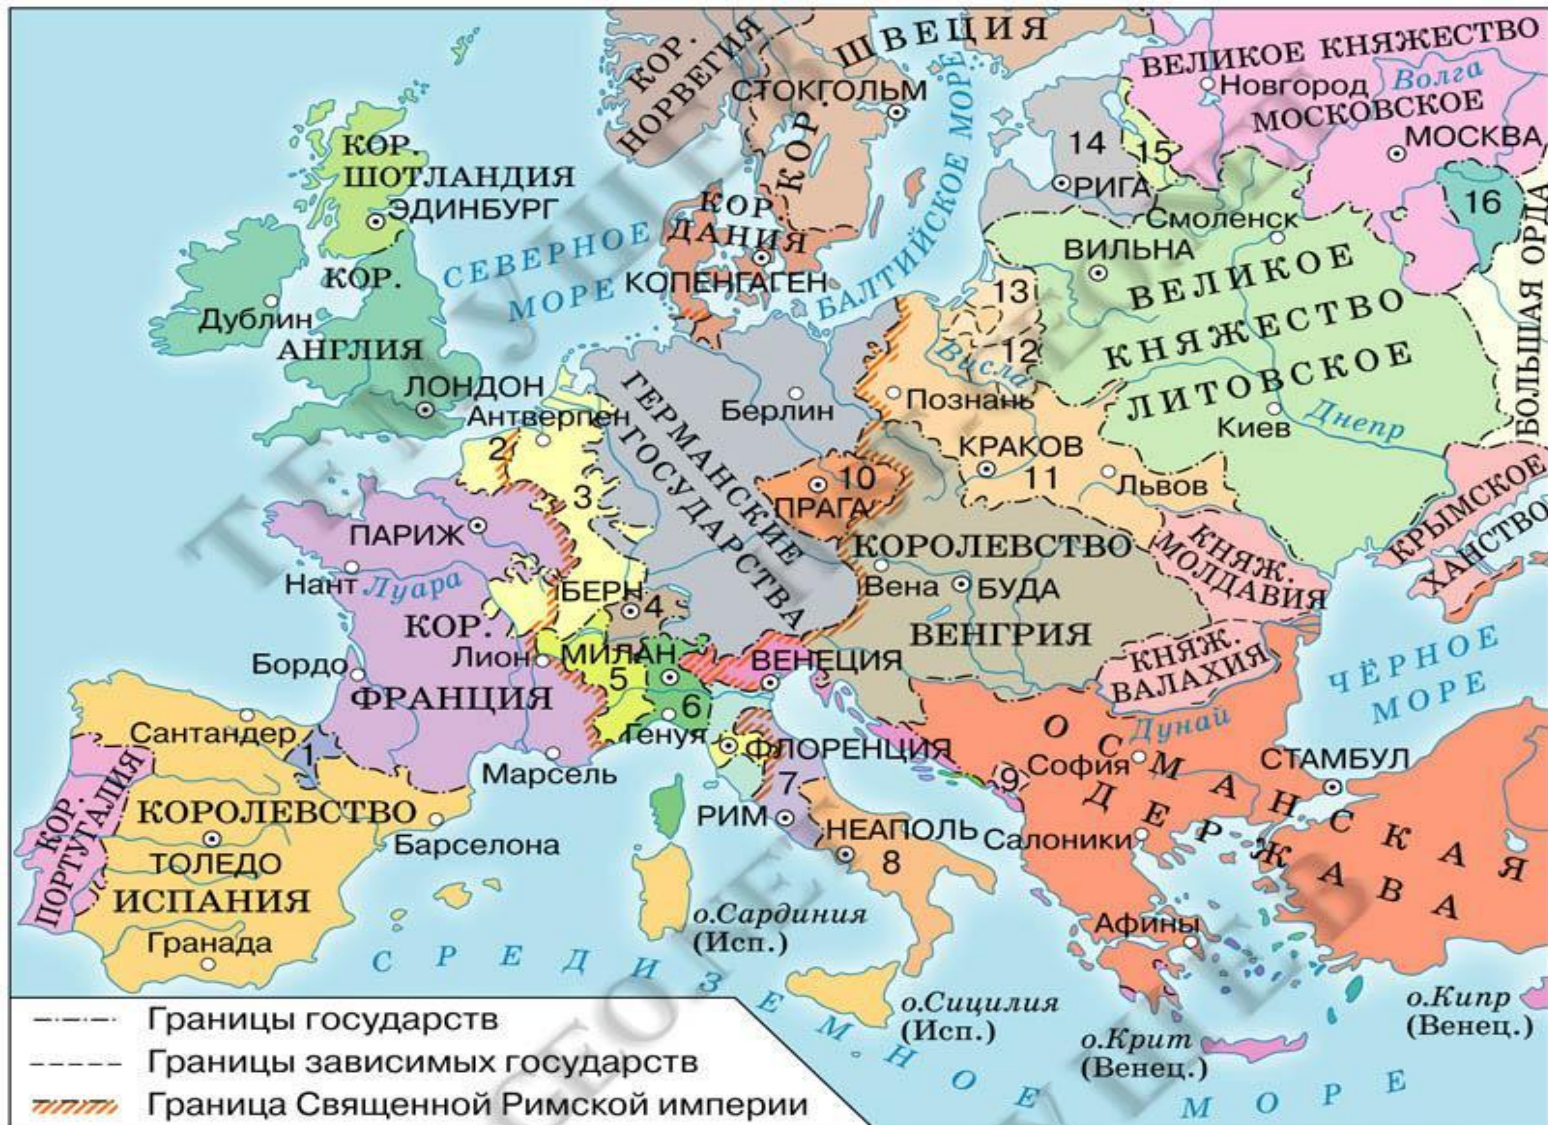 КОР. НОРВЕГИЯ
КОР. ШВЕЦИЯ
СТОКГОЛЬМ
ВЕЛИКОЕ КНЯЖЕСТВО
МОСКОВСКОЕ
Новгород
Волга
МОСКВА
14
15
16
РИГА
КОР.
ШОТЛАНДИЯ
ЭДИНБУРГ
СЕВЕРНОЕ
МОРЕ
КОР.
ДАНИЯ
КОПЕНГАГЕН
БАЛТИЙСКОЕ МОРЕ
Смоленск
ВИЛЬНА
ВЕЛИКОЕ
КНЯЖЕСТВО
ЛИТОВСКОЕ
БОЛЬШАЯ ОРДА
Дублин
КОР.
АНГЛИЯ
ЛОНДОН
Антверпен
13
12
Висла
Познань
Берлин
ГЕРМАНСКИЕ
ГОСУДАРСТВА
Киев
Днепр
КРАКОВ
11
Львов
2
3
10
ПРАГА
ПАРИЖ
Нант
Луара
БЕРН
4
КОРОЛЕВСТВО
Вена
БУДА
ВЕНГРИЯ
КНЯЖ.
МОЛДАВИЯ
КРЫМСКОЕ
ХАНСТВО
КОР.
ФРАНЦИЯ
Бордо
Лион
МИЛАН
5
6
ВЕНЕЦИЯ
КНЯЖ.
ВАЛАХИЯ
ЧЁРНОЕ
МОРЕ
Дунай
Сантандер
1
Марсель
Генуя
ФЛОРЕНЦИЯ
7
9
София
СТАМБУЛ
ОСМАНСКАЯ
ДЕРЖАВА
КОР.
ПОРТУГАЛИЯ
КОРОЛЕВСТВО
ТОЛЕДО
ИСПАНИЯ
Барселона
Гранада
РИМ
НЕАПОЛЬ
8
Салоники
Афины
о.Сардиния
(Исп.)
о.Сицилия
(Исп.)
о.Крит
(Венец.)
о.Кипр
(Венец.)
СРЕДИЗЕМНОЕ МОРЕ
Границы государств
Границы зависимых государств
Граница Священной Римской империи